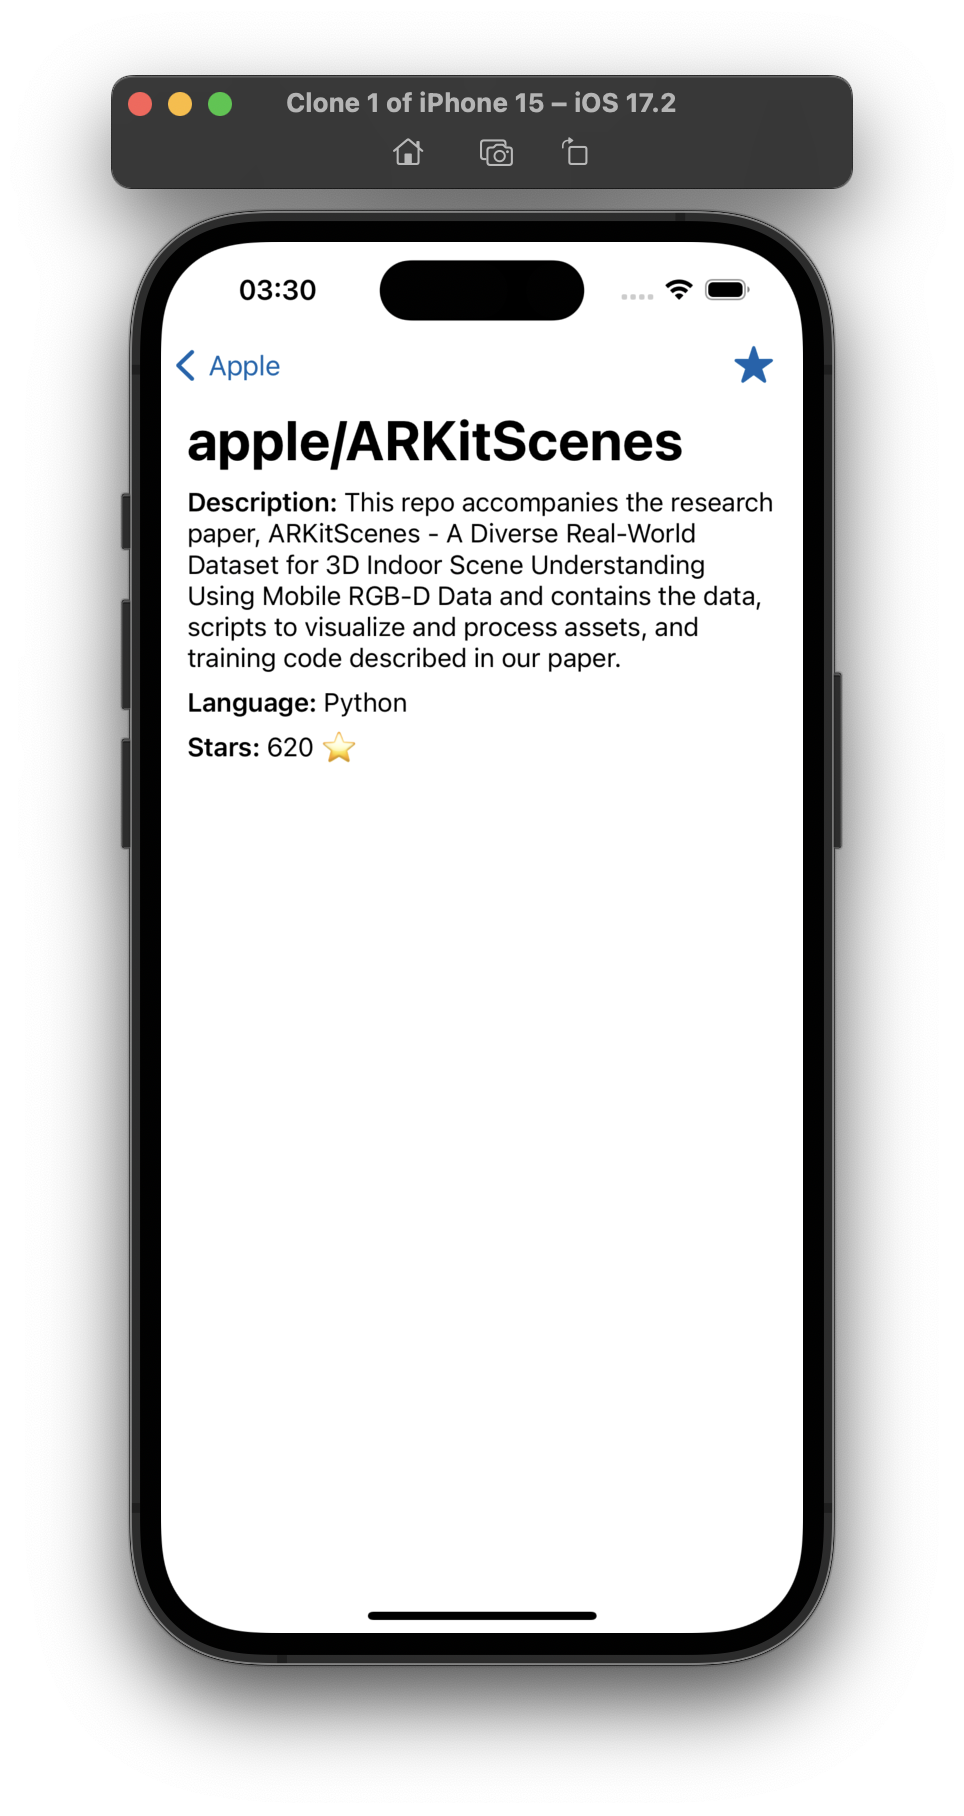 Clone 1 of iPhone 15 – iOS 17.2
03:30
Apple
apple/ARKitScenes
Description: This repo accompanies the research
paper, ARKitScenes - A Diverse Real-World
Dataset for 3D Indoor Scene Understanding
Using Mobile RGB-D Data and contains the data,
scripts to visualize and process assets, and
training code described in our paper.
Language: Python
Stars: 620 ⭐